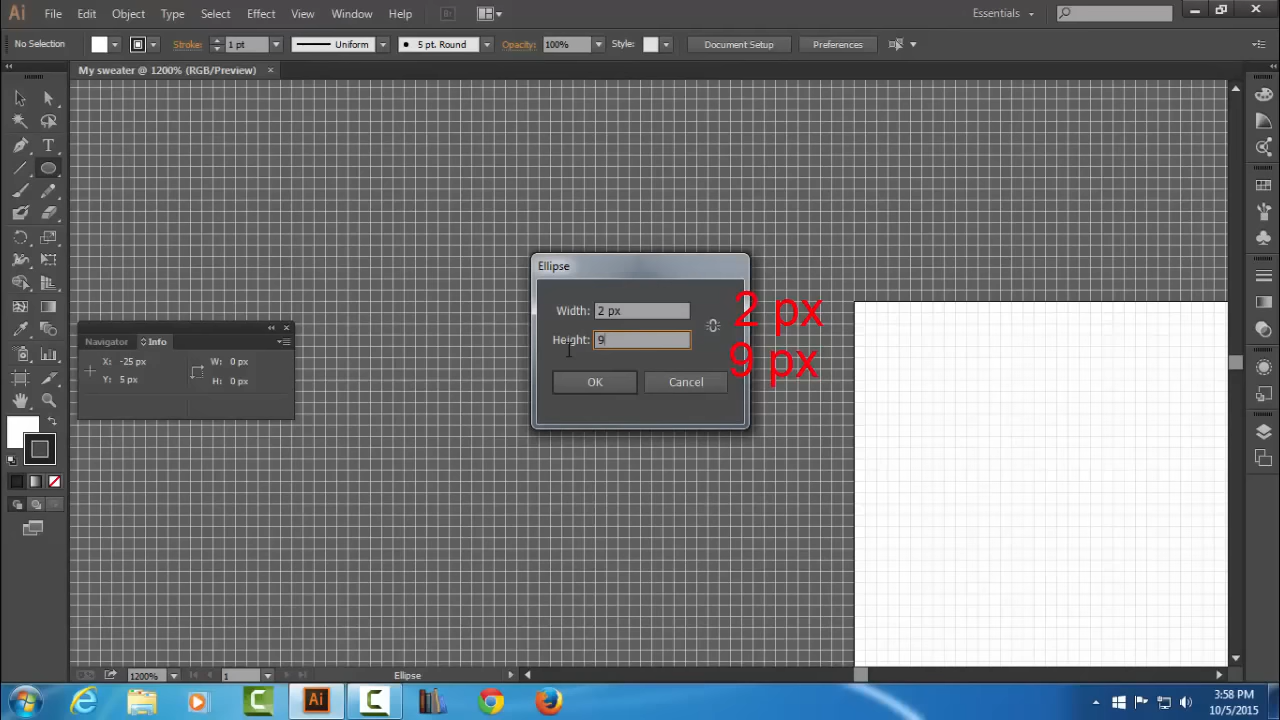 Ai File Edit Object Type Select Effect View Window Help Br Essentials
No Selection Stroke: 1 pt Uniform 5 pt. Round Opacity: 100% Style: Document Setup Preferences
My sweater @ 1200% (RGB/Preview) ×
Ellipse
Width: 2 px
2 px
Height: 9
9 px
OK Cancel
Navigator Info
X: -25 px W: 0 px
Y: 5 px H: 0 px
1200% 1 Ellipse
Ai
3:58 PM
10/5/2015